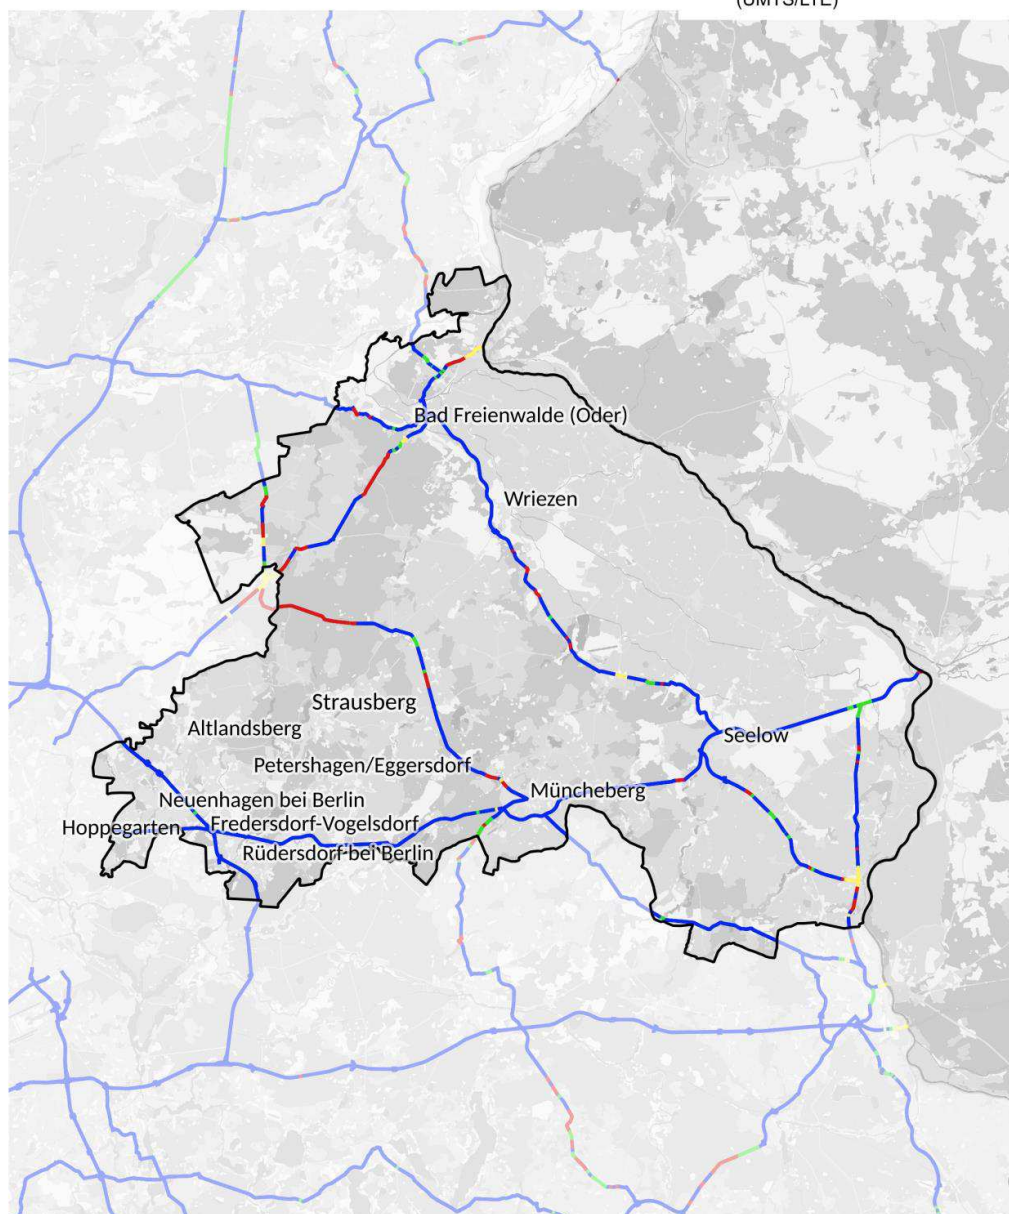 (UMTS/LTE)
Bad Freienwalde (Oder)
Wriezen
Strausberg
Altlandsberg
Seelow
Petershagen/Eggersdorf
Müncheberg
Neuenhagen bei Berlin
Fredersdorf-Vogelsdorf
Hoppegarten
Rüdersdorf bei Berlin